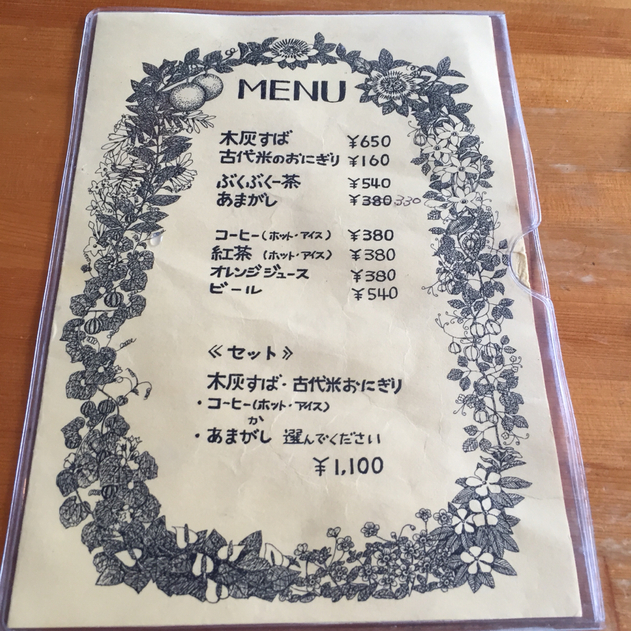 MENU
木灰すば ¥650
古代米のおにぎり ¥160
ぶくぶくー茶 ¥540
あまがし ¥380 330
コーヒー(ホット・アイス) ¥380
紅茶 (ホット・アイス) ¥380
オレンジジュース ¥380
ビール ¥540
《セット》
木灰すば・古代米おにぎり
・コーヒー(ホット・アイス)
か
・あまがし 選んでください
¥1,100